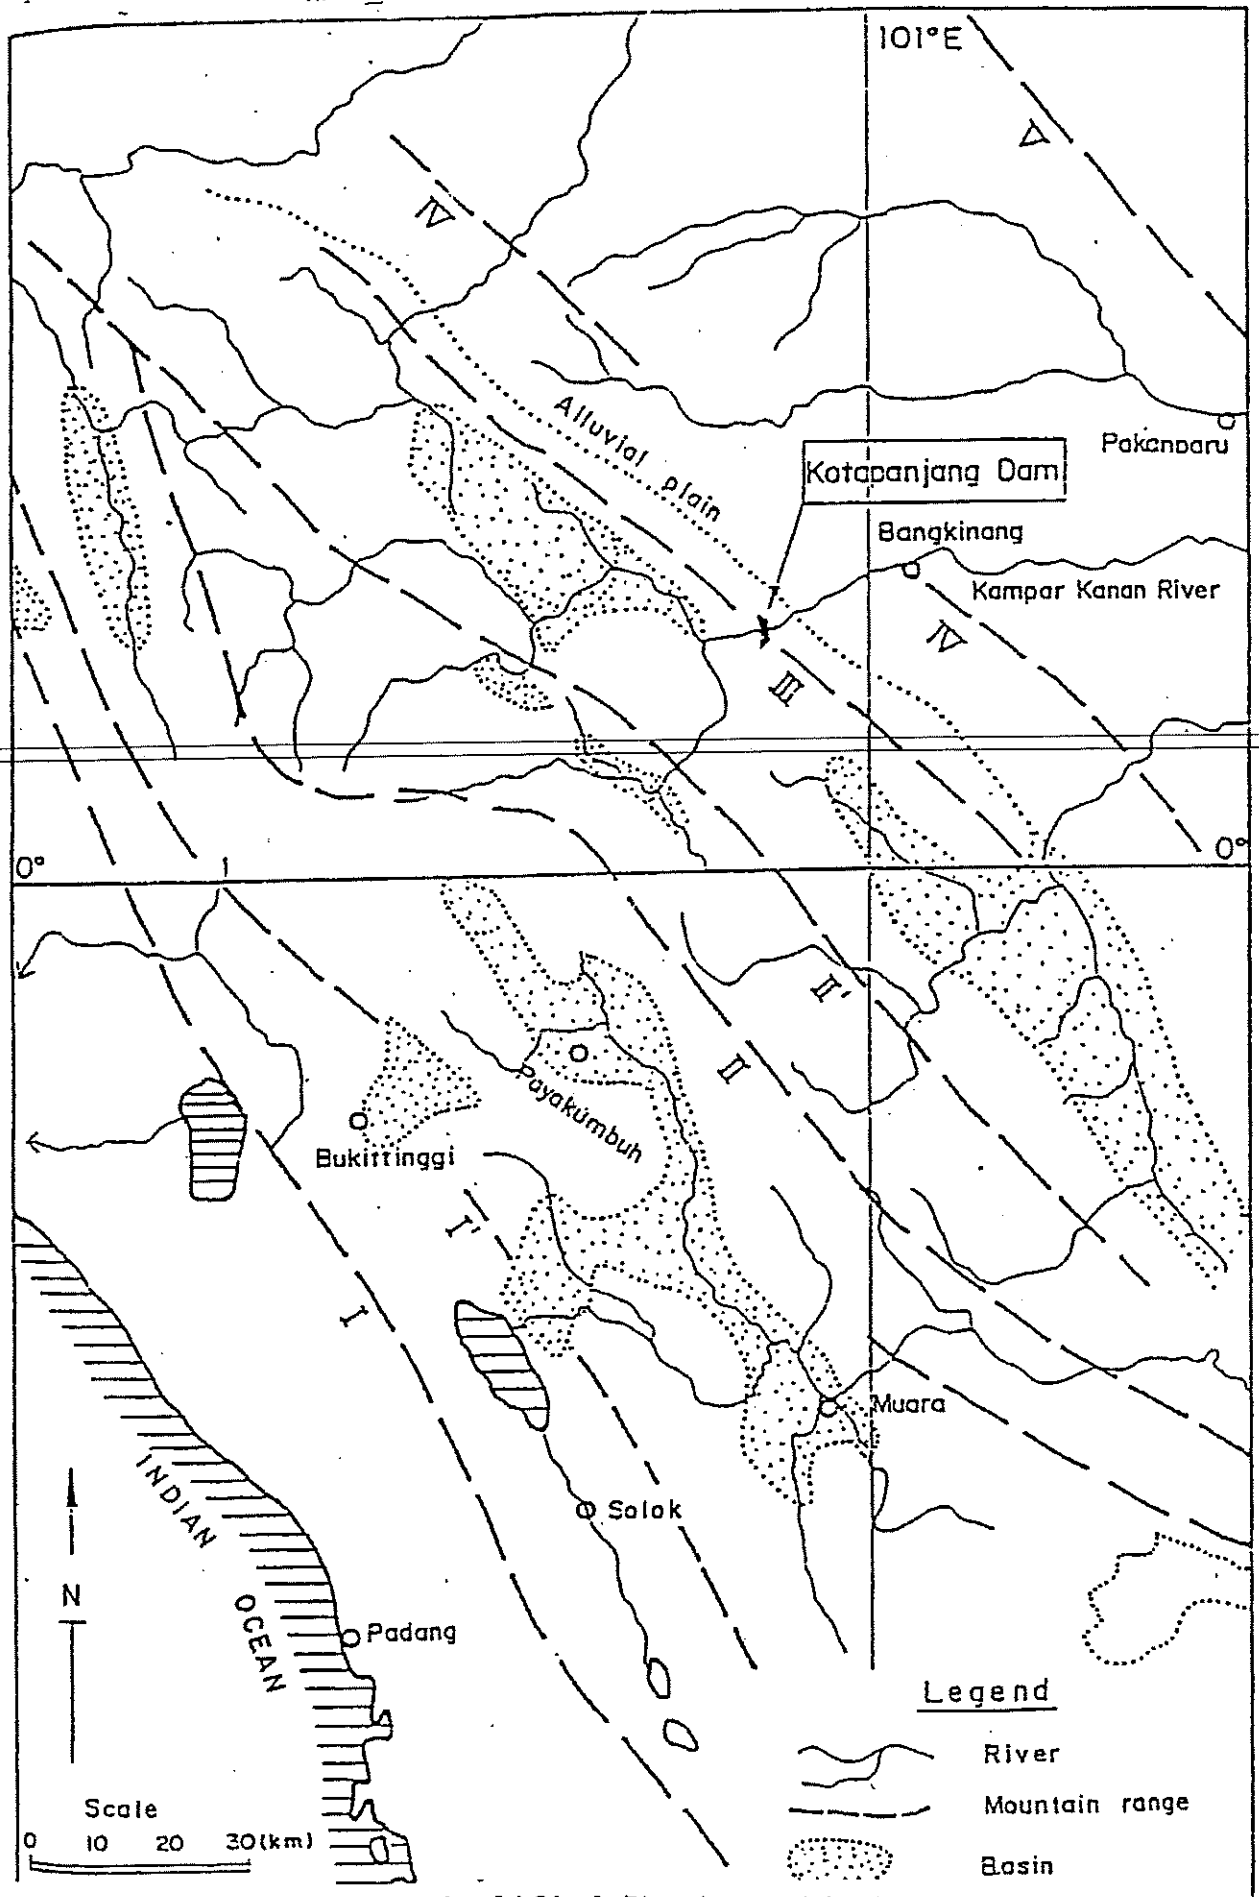 101°E
V
IV
Alluvial plain
Pakanbaru
Kotapanjang Dam
Bangkinang
Kampar Kanan River
IV
III
0°
0°
II'
II
Payakumbuh
Bukittinggi
I'
I
Muara
INDIAN OCEAN
Solok
N
Padang
Legend
River
Mountain range
Basin
Scale
0 10 20 30(km)